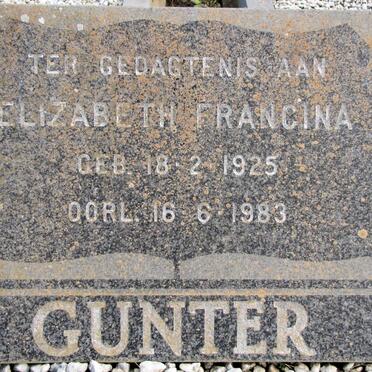 TER GEDAGTENIS AAN
ELIZABETH FRANCINA
GEB. 18-2 1925
OORL. 16-6-1983
GUNTER